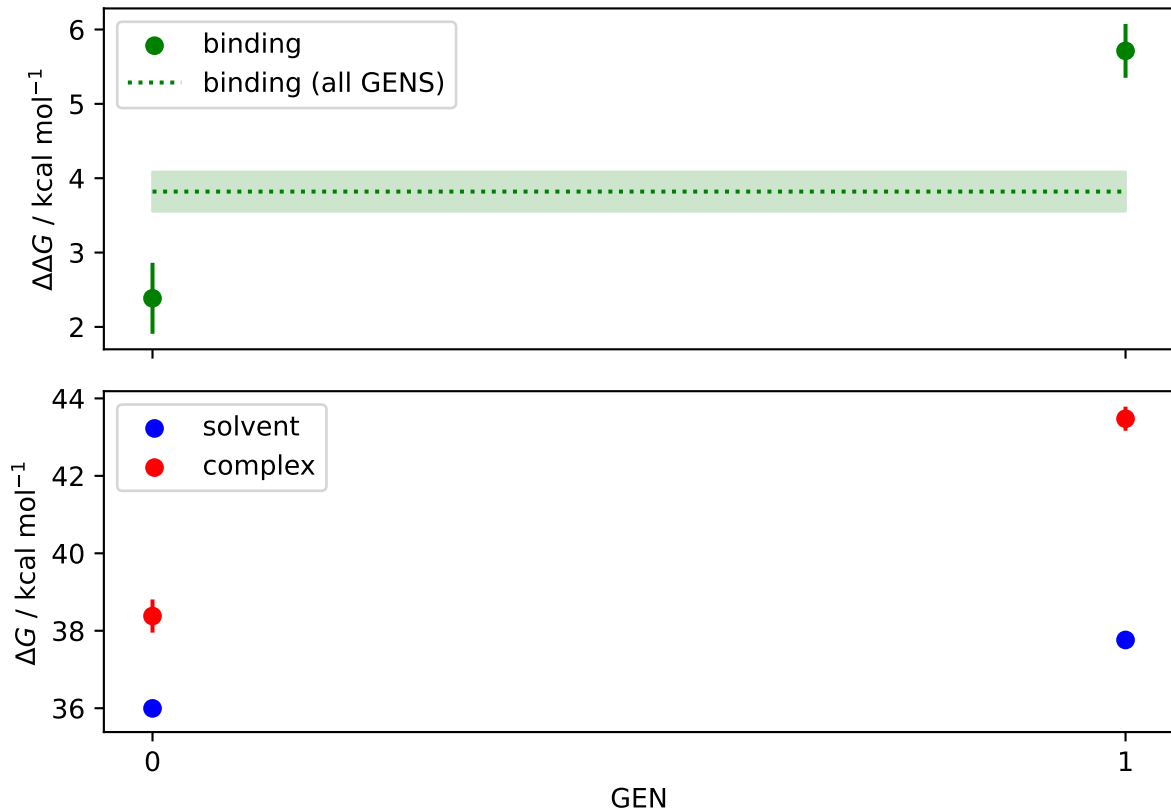 6
5
4
3
2
ΔΔG / kcal mol⁻¹
binding
binding (all GENS)
44
42
40
38
36
ΔG / kcal mol⁻¹
solvent
complex
0
1
GEN